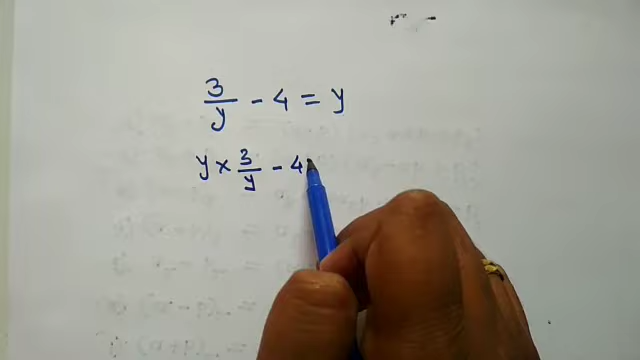 3/y - 4 = y
y × 3/y - 4